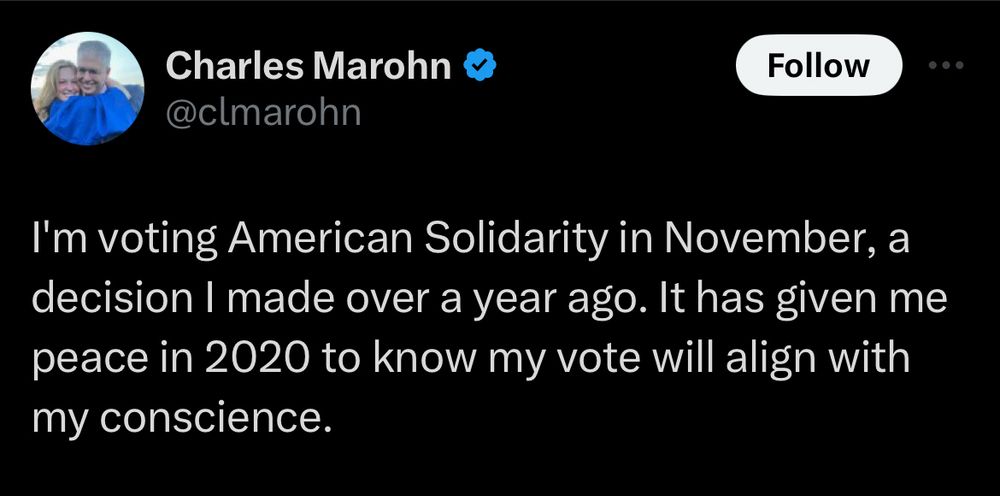 Charles Marohn
@clmarohn
Follow
I'm voting American Solidarity in November, a
decision I made over a year ago. It has given me
peace in 2020 to know my vote will align with
my conscience.